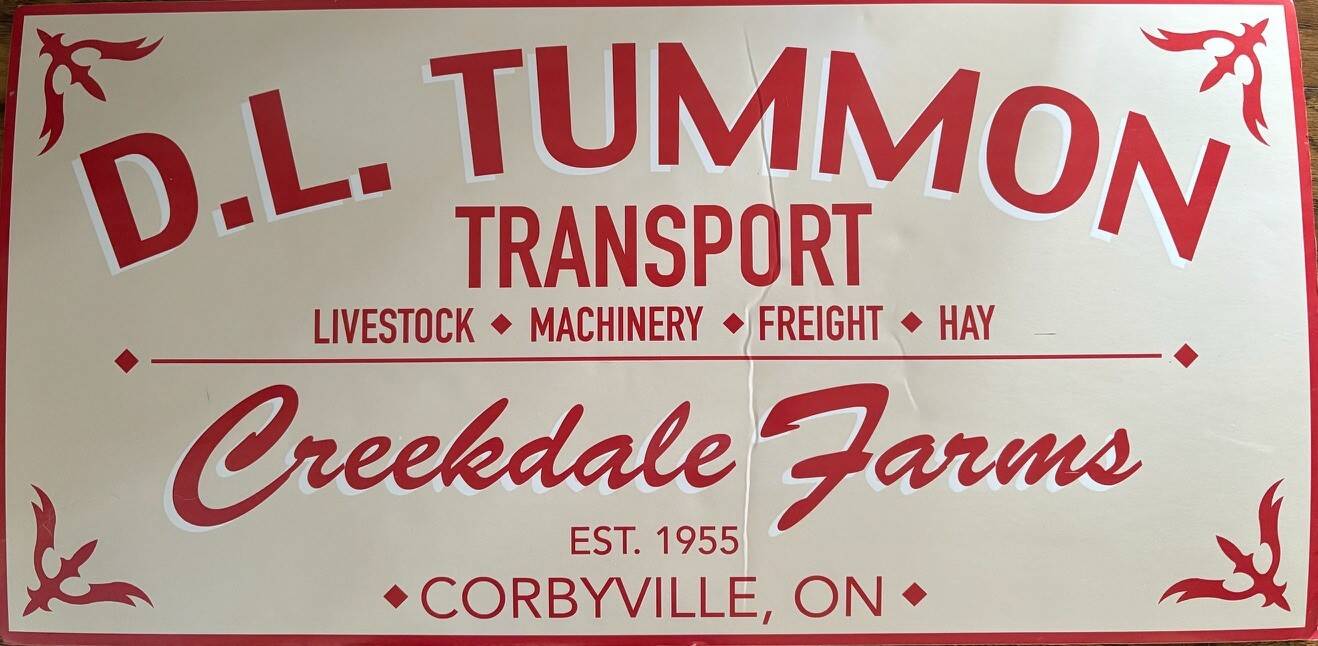 D.L. TUMMON
TRANSPORT
LIVESTOCK ◆ MACHINERY ◆ FREIGHT ◆ HAY
Creekdale Farms
EST. 1955
◆ CORBYVILLE, ON ◆